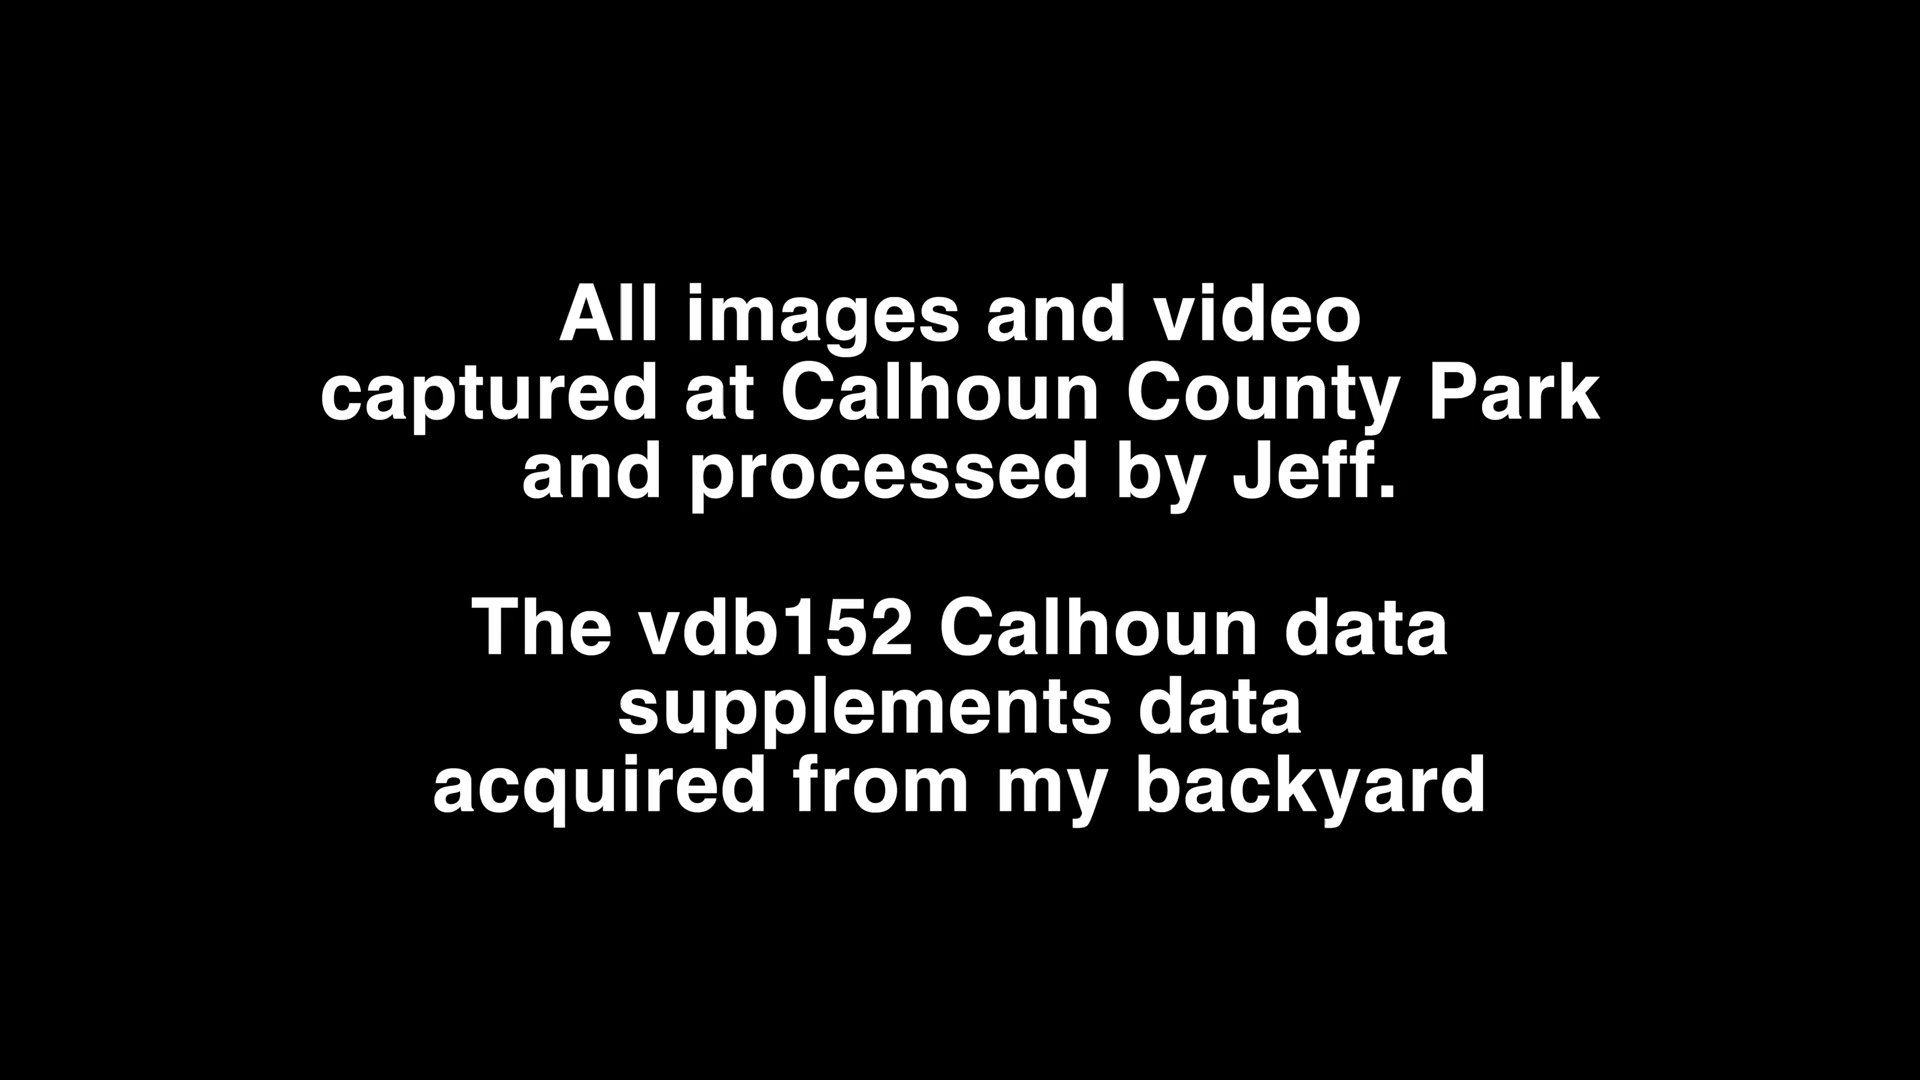 All images and video
captured at Calhoun County Park
and processed by Jeff.
The vdb152 Calhoun data
supplements data
acquired from my backyard